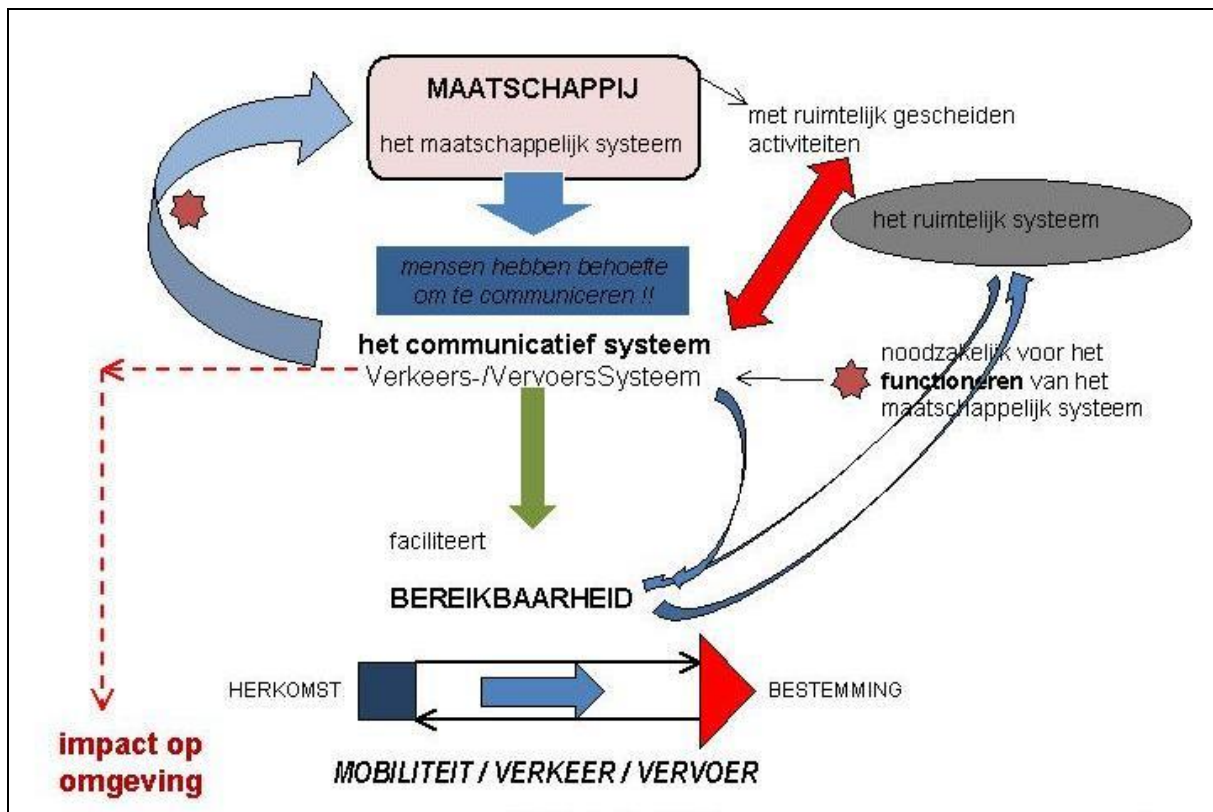 MAATSCHAPPIJ
het maatschappelijk systeem
met ruimtelijk gescheiden
activiteiten
het ruimtelijk systeem
mensen hebben behoefte
om te communiceren !!
het communicatief systeem
Verkeers-/VervoersSysteem
noodzakelijk voor het
functioneren van het
maatschappelijk systeem
faciliteert
BEREIKBAARHEID
HERKOMST
BESTEMMING
impact op
omgeving
MOBILITEIT / VERKEER / VERVOER